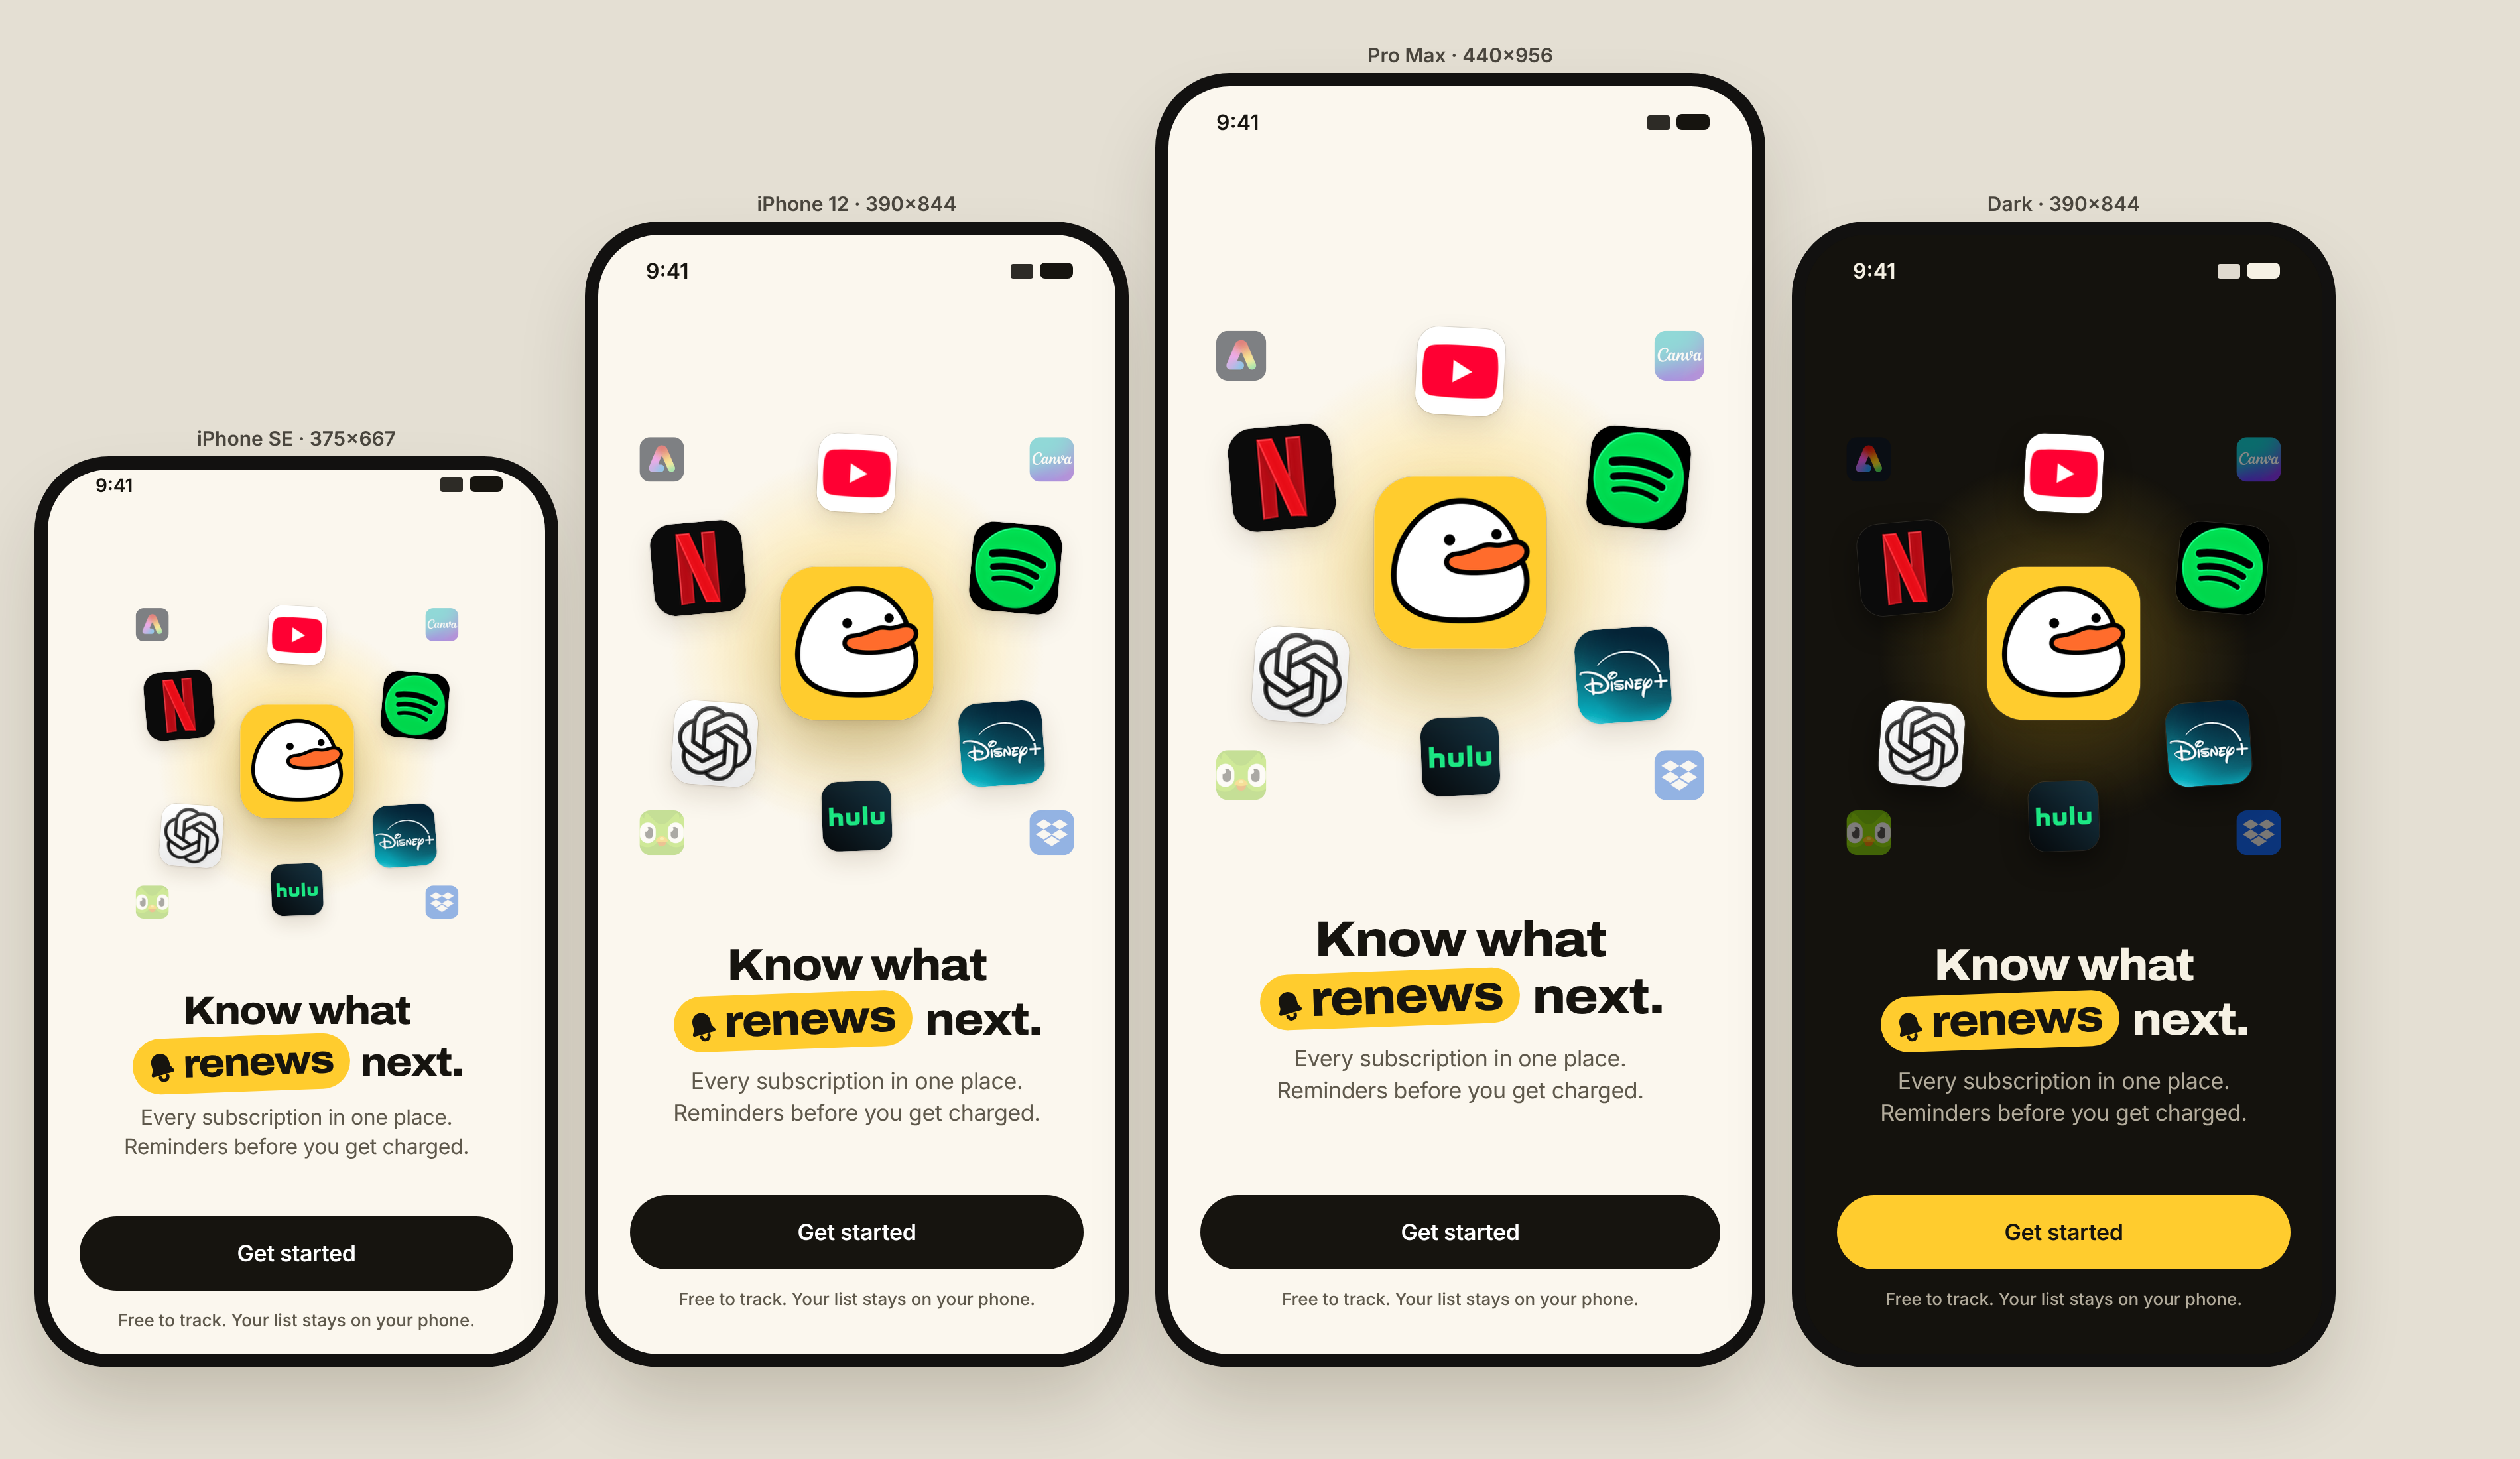 iPhone SE · 375×667
9:41
Canva
hulu
Disney+
Know what
renews next.
Every subscription in one place.
Reminders before you get charged.
Get started
Free to track. Your list stays on your phone.
iPhone 12 · 390×844
9:41
Canva
N
Disney+
hulu
Know what
renews next.
Every subscription in one place.
Reminders before you get charged.
Get started
Free to track. Your list stays on your phone.
Pro Max · 440×956
9:41
Canva
N
Disney+
hulu
Know what
renews next.
Every subscription in one place.
Reminders before you get charged.
Get started
Free to track. Your list stays on your phone.
Dark · 390×844
9:41
Canva
N
Disney+
hulu
Know what
renews next.
Every subscription in one place.
Reminders before you get charged.
Get started
Free to track. Your list stays on your phone.